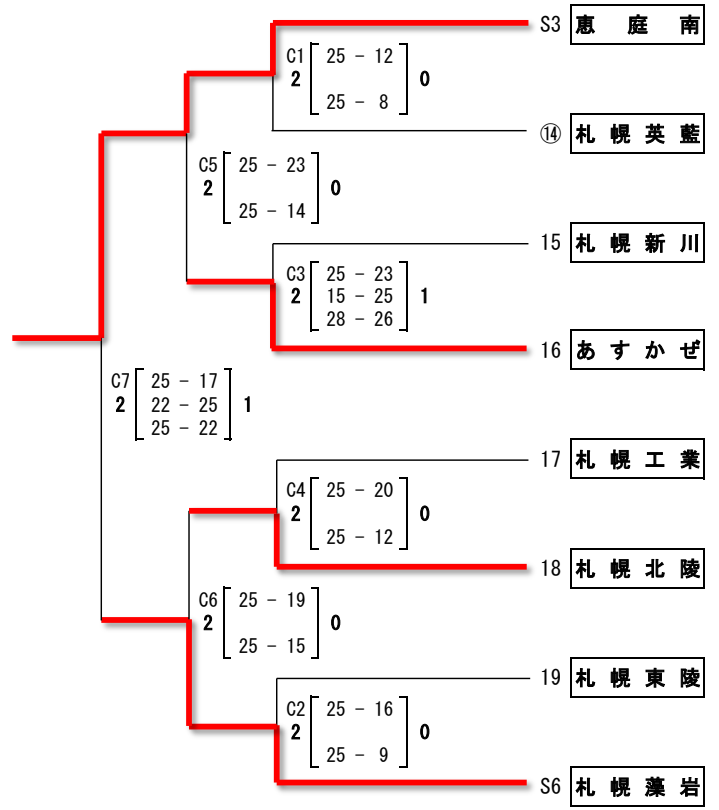 S3 恵庭南
C1 25 - 12
2 0
25 - 8
⑭ 札幌英藍
C5 25 - 23
2 0
25 - 14
15 札幌新川
C3 25 - 23
2 15 - 25 1
28 - 26
16 あすかぜ
C7 25 - 17
2 22 - 25 1
25 - 22
17 札幌工業
C4 25 - 20
2 0
25 - 12
18 札幌北陵
C6 25 - 19
2 0
25 - 15
19 札幌東陵
C2 25 - 16
2 0
25 - 9
S6 札幌藻岩